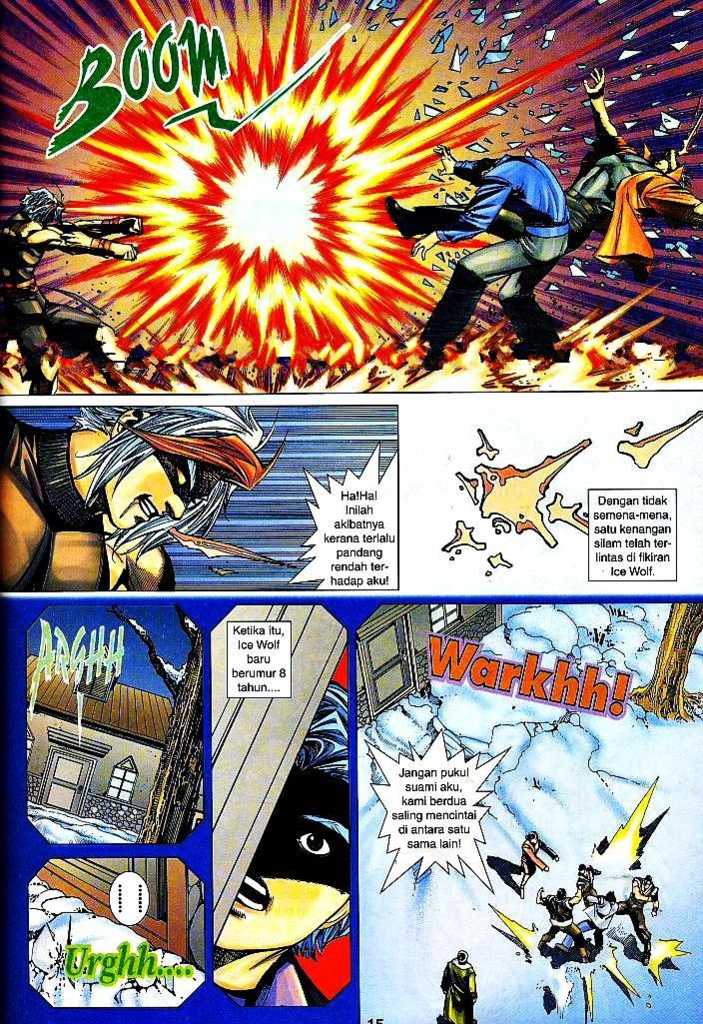 BOOM
Ha!Ha!
Inilah
akibatnya
kerana terlalu
pandang
rendah ter-
hadap aku!
Dengan tidak
semena-mena,
satu kenangan
silam telah ter-
lintas di fikiran
Ice Wolf.
ARGHH
Ketika itu,
Ice Wolf
baru
berumur 8
tahun....
Warkhh!
Jangan pukul
suami aku,
kami berdua
saling mencintai
di antara satu
sama lain!
Urghh....
15